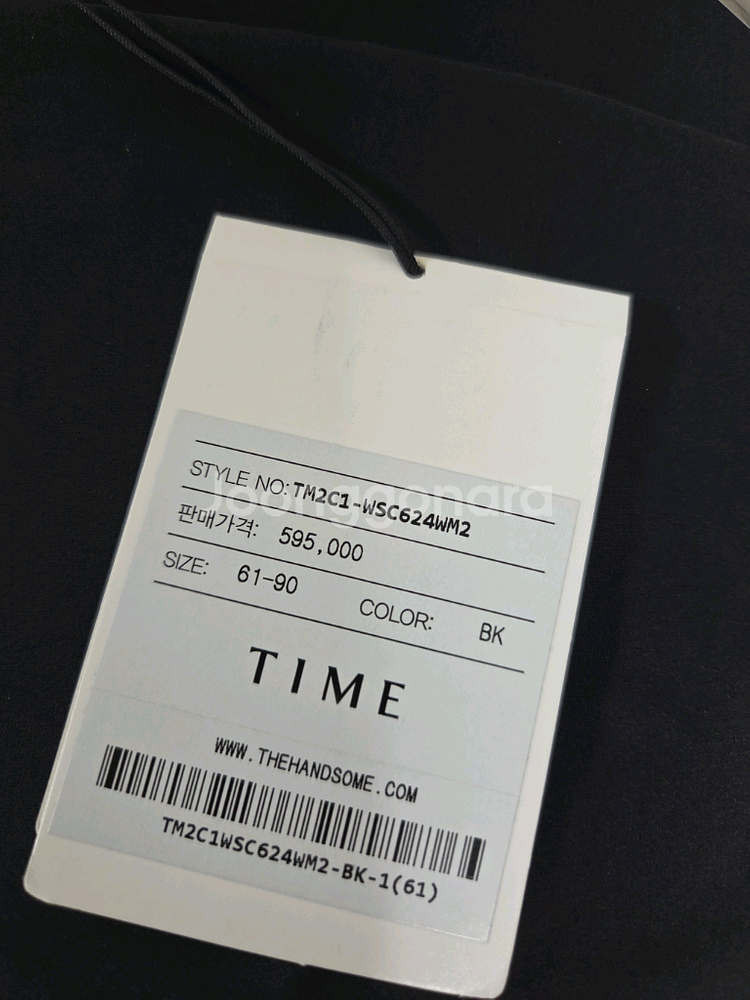 Joonggonara
STYLE NO: TM2C1-WSC624WM2
판매가격: 595,000
SIZE: 61-90 COLOR: BK
TIME
WWW.THEHANDSOME.COM
TM2C1WSC624WM2-BK-1(61)